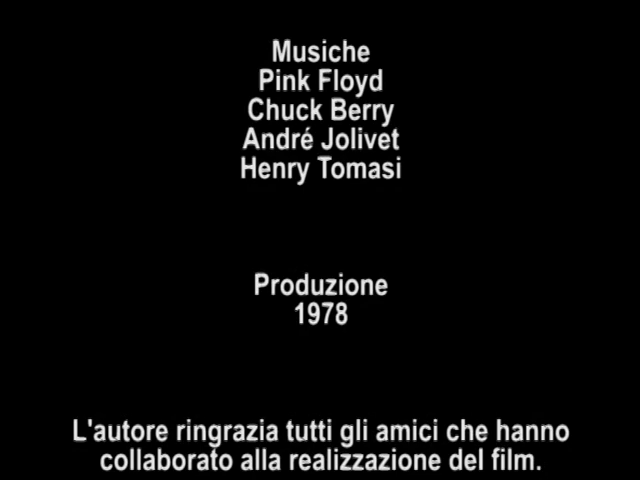 Musiche
Pink Floyd
Chuck Berry
André Jolivet
Henry Tomasi
Produzione
1978
L'autore ringrazia tutti gli amici che hanno
collaborato alla realizzazione del film.